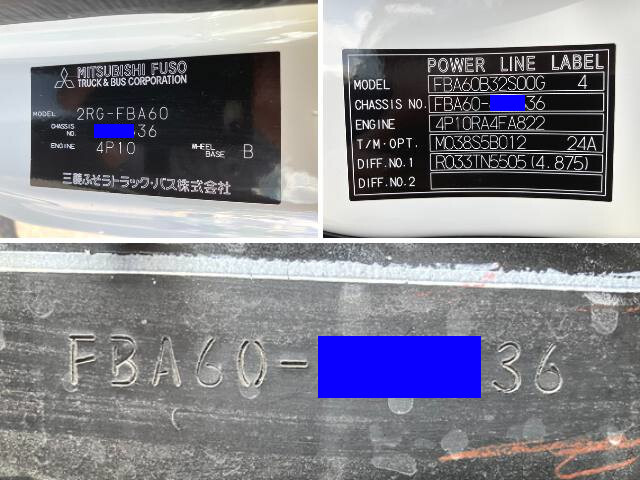 MITSUBISHI FUSO
TRUCK & BUS CORPORATION
MODEL 2RG-FBA60
CHASSIS NO. 36
ENGINE 4P10 WHEEL BASE B
三菱ふそうトラック・バス株式会社
POWER LINE LABEL
MODEL FBA60B32S00G 4
CHASSIS NO. FBA60- 36
ENGINE 4P10RA4FA822
T/M·OPT. M038S5B012 24A
DIFF.NO.1 R033TN5505(4.875)
DIFF.NO.2
FBA60- 36